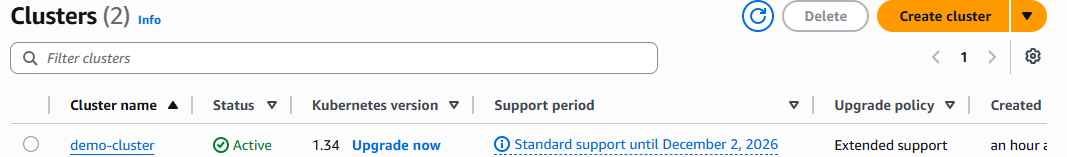 Clusters (2) Info Delete Create cluster
Filter clusters 1
Cluster name Status Kubernetes version Support period Upgrade policy Created
demo-cluster Active 1.34 Upgrade now Standard support until December 2, 2026 Extended support an hour a